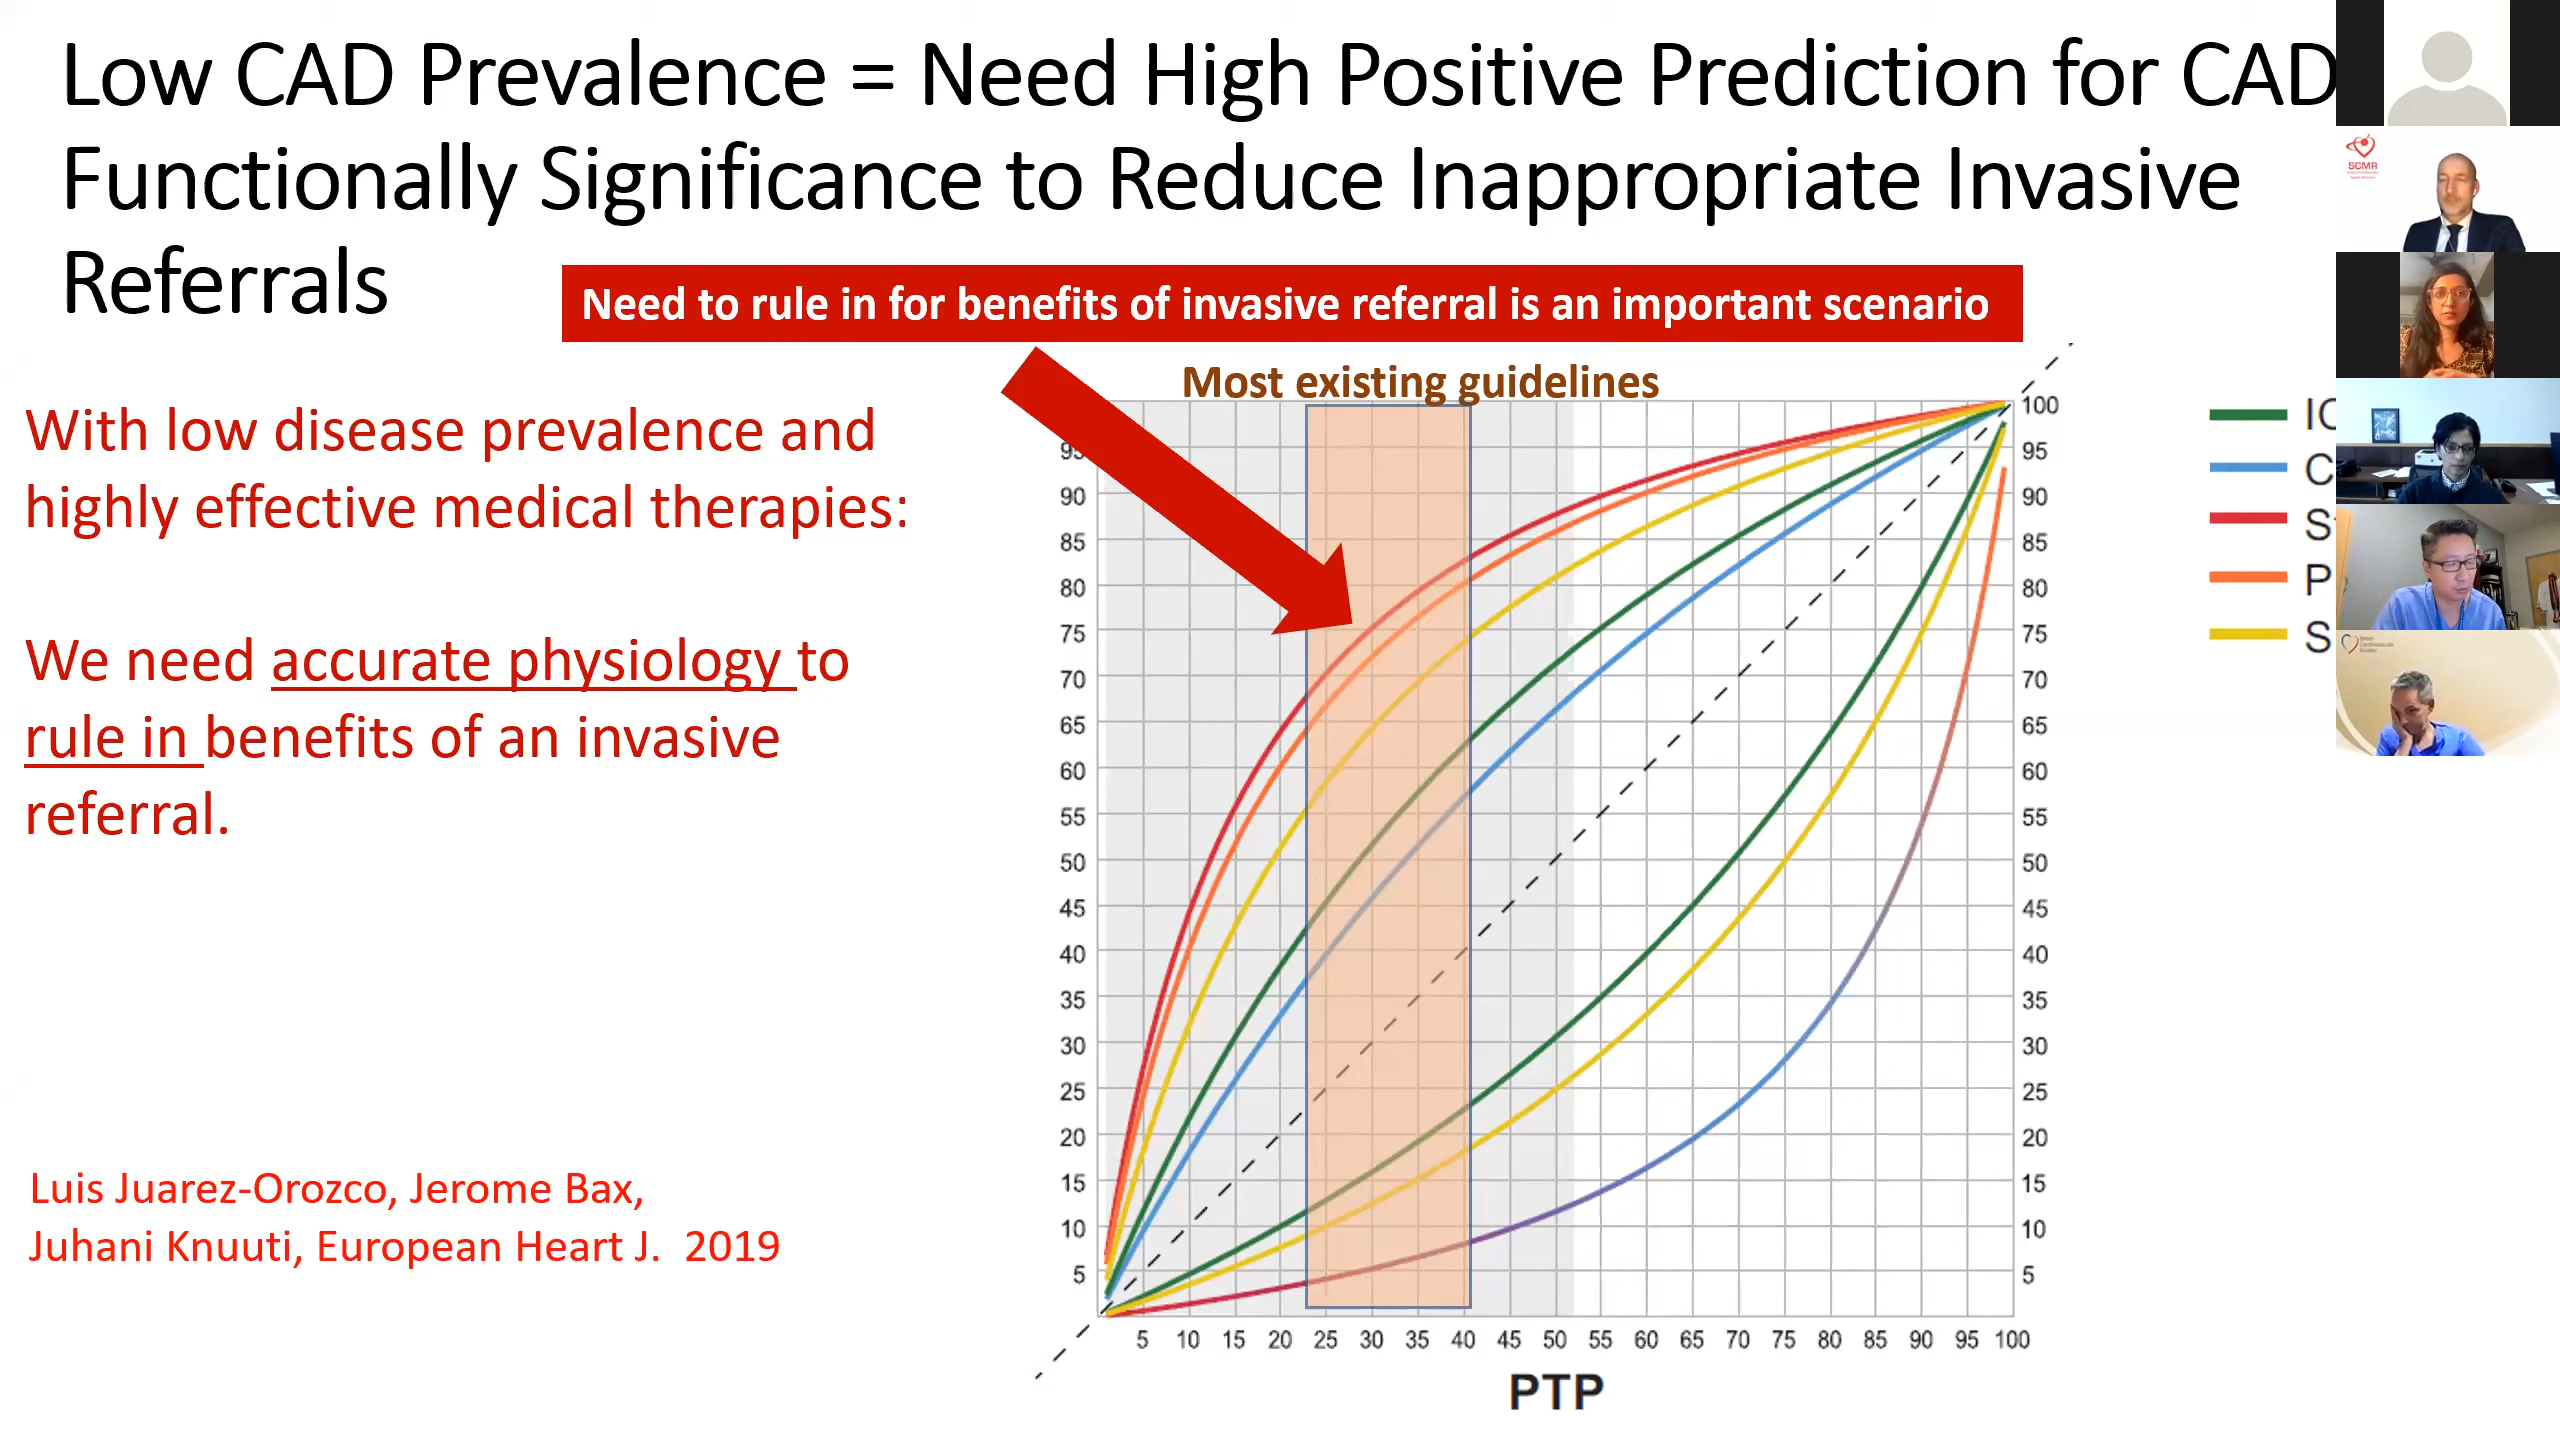 Low CAD Prevalence = Need High Positive Prediction for CAD
Functionally Significance to Reduce Inappropriate Invasive
Referrals
Need to rule in for benefits of invasive referral is an important scenario
With low disease prevalence and
highly effective medical therapies:
We need accurate physiology to
rule in benefits of an invasive
referral.
Luis Juarez-Orozco, Jerome Bax,
Juhani Knuuti, European Heart J. 2019
Most existing guidelines
90
85
80
75
70
65
60
55
50
45
40
35
30
25
20
15
10
5
100
95
90
85
80
75
70
65
60
55
50
45
40
35
30
25
20
15
10
5
5 10 15 20 25 30 35 40 45 50 55 60 65 70 75 80 85 90 95 100
PTP
SCMR